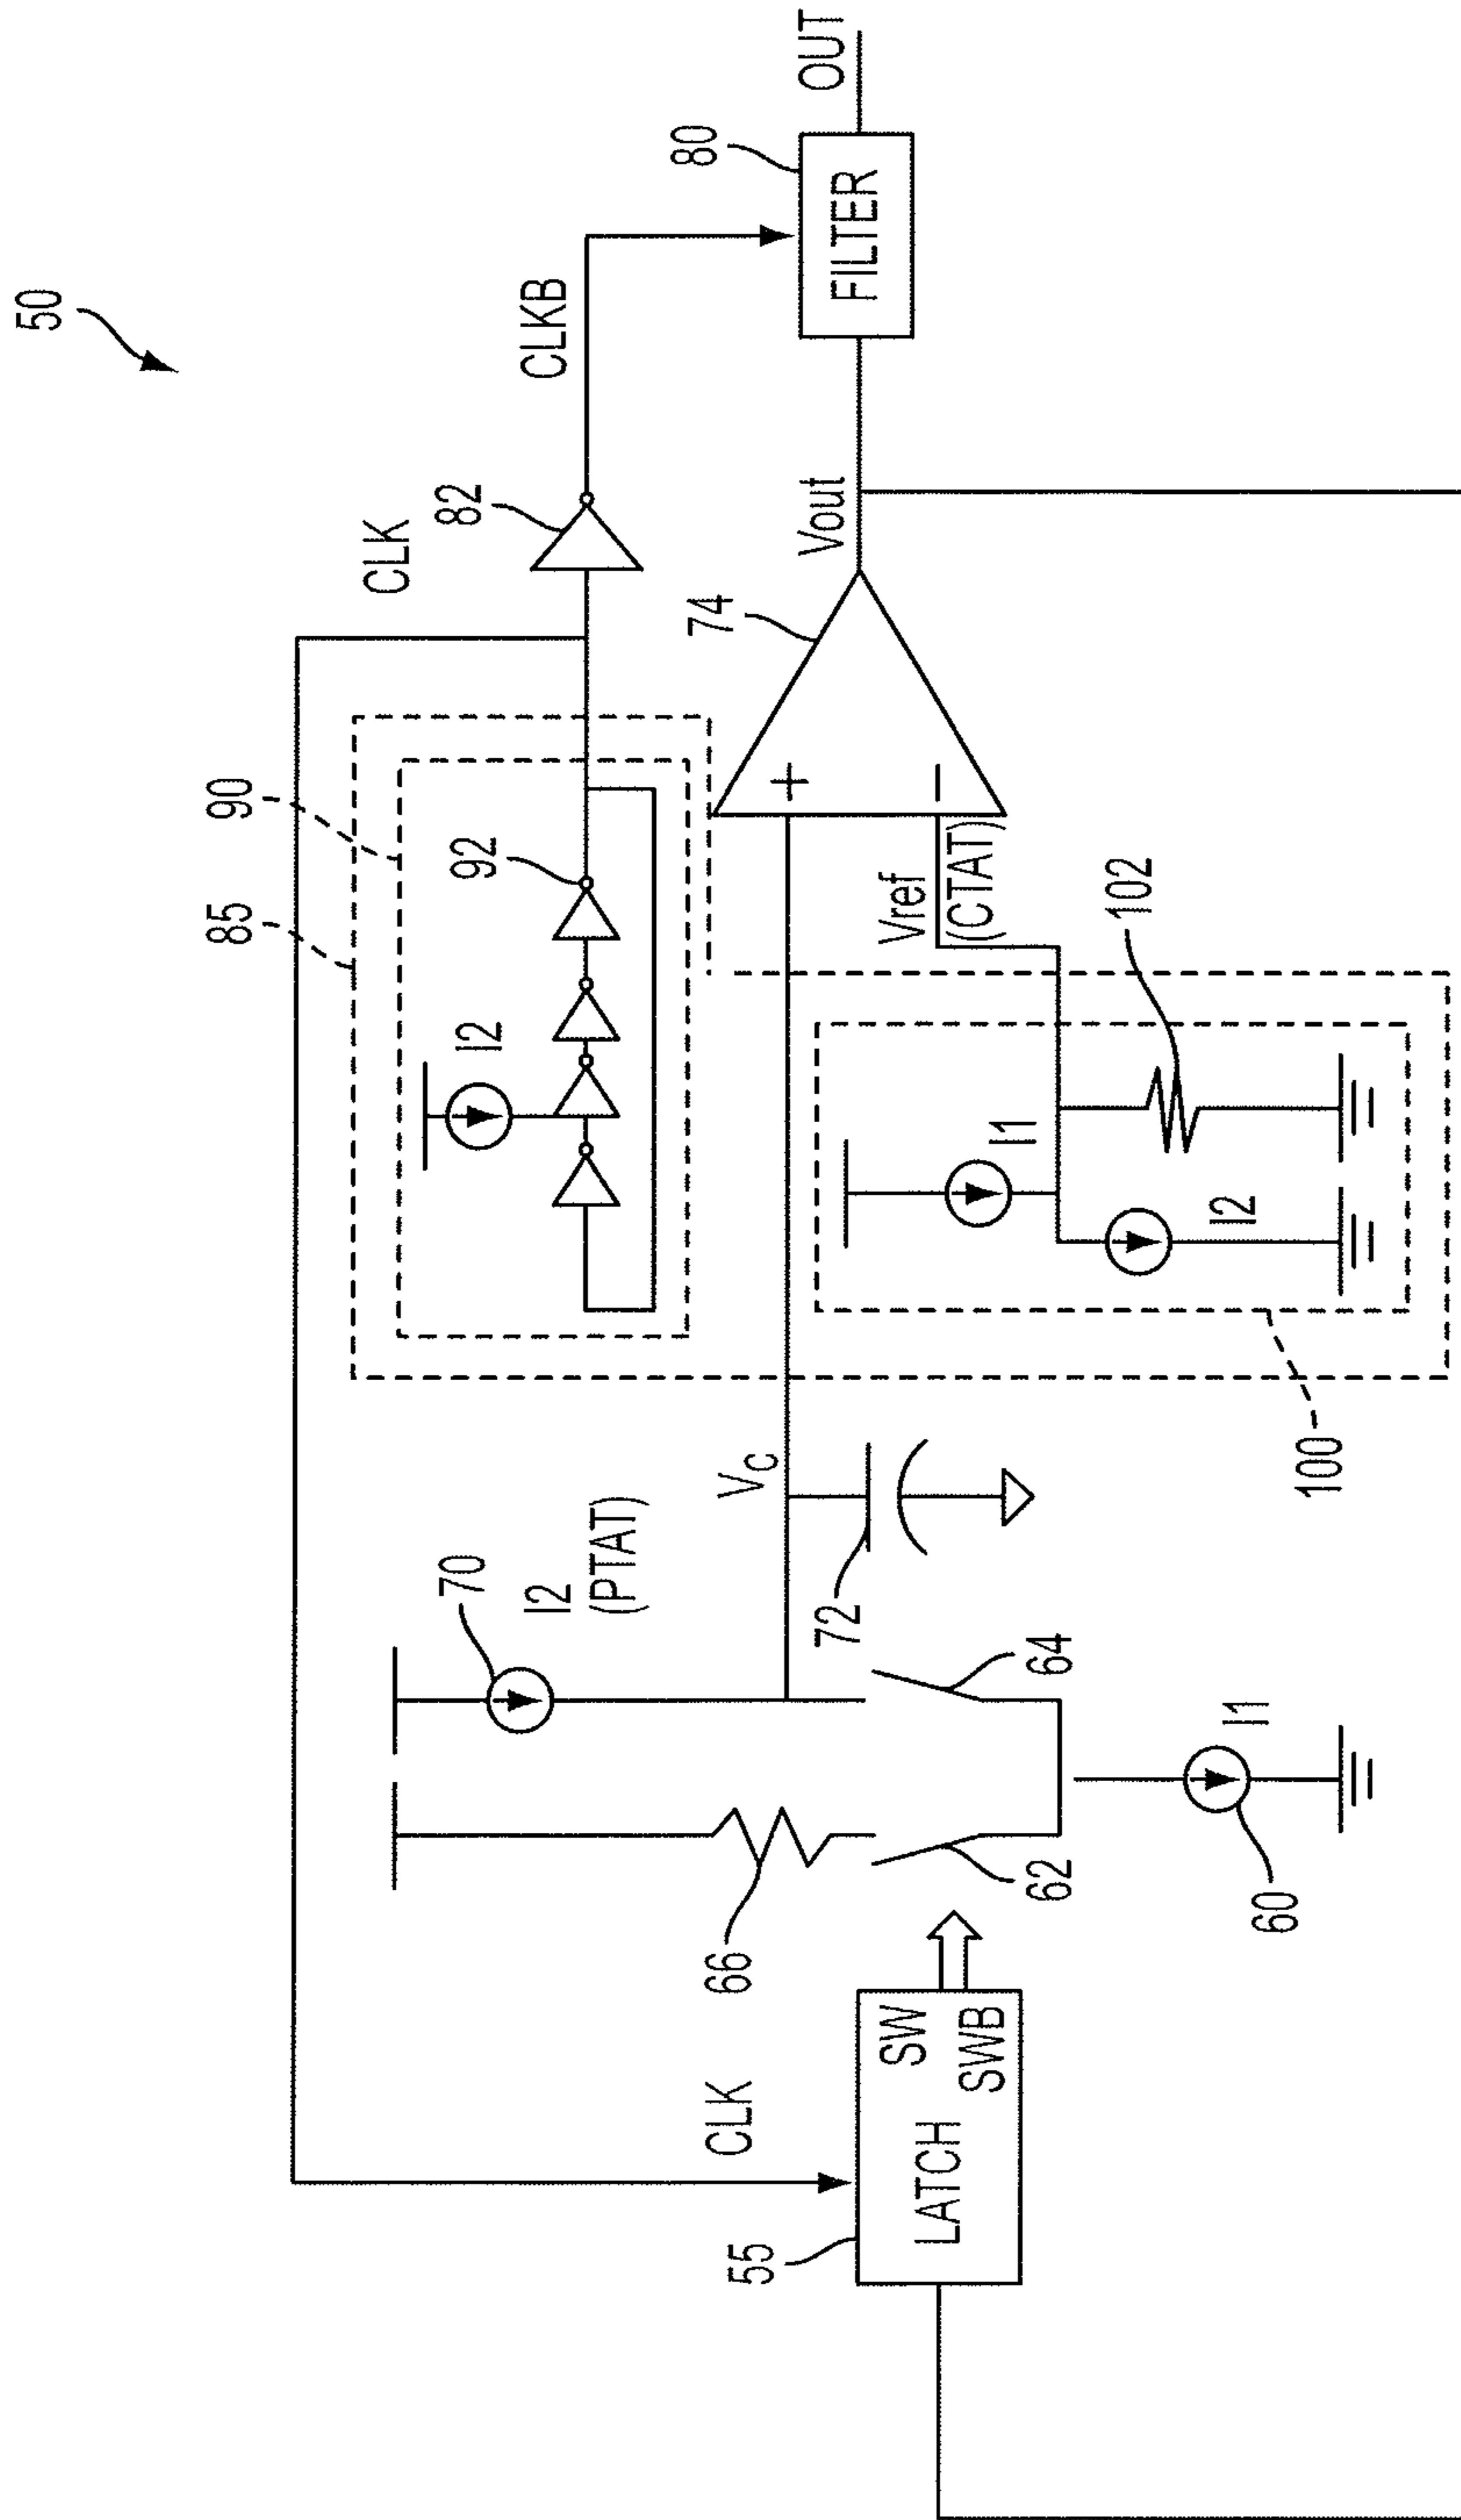 50
CLK
CLKB
82
80
OUT
FILTER
85
90
92
I2
74
Vout
+
−
Vref
(CTAT)
102
I1
I2
100
70
I2
(PTAT)
VC
72
64
66
62
I1
60
CLK
55
LATCH
SW
SWB